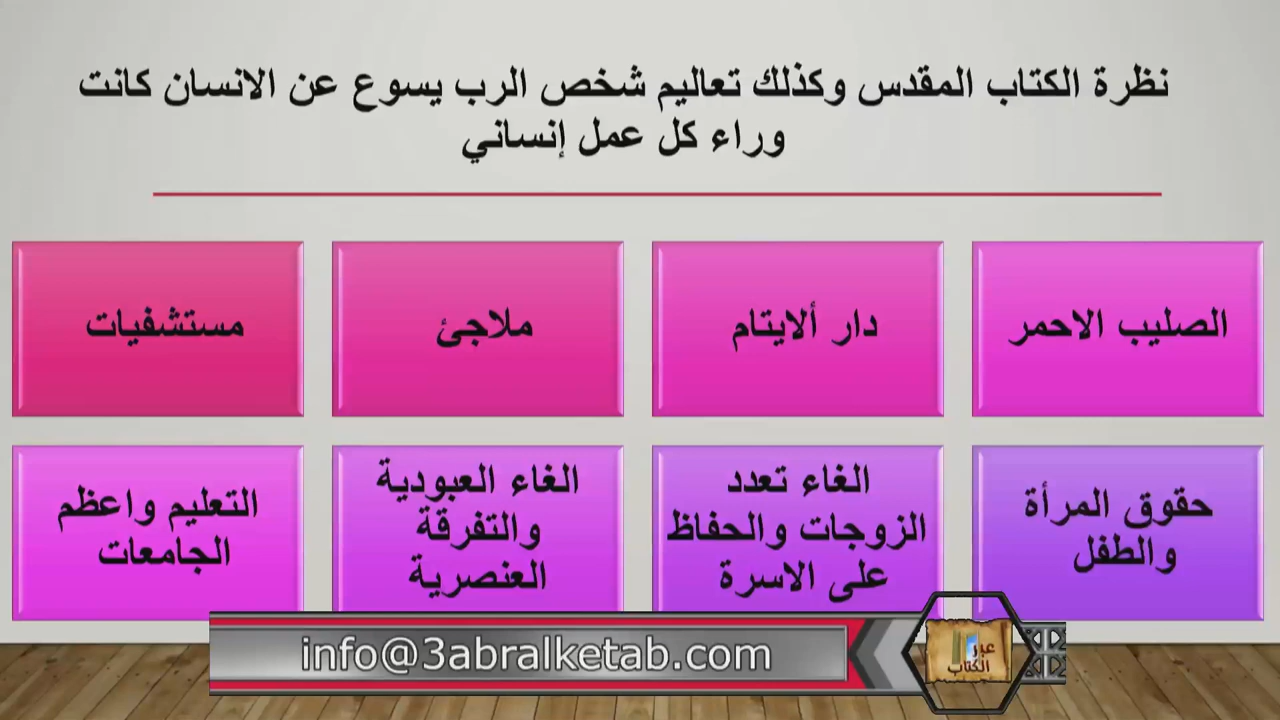 نظرة الكتاب المقدس وكذلك تعاليم شخص الرب يسوع عن الانسان كانت
وراء كل عمل إنساني
الصليب الاحمر
دار ألايتام
ملاجئ
مستشفيات
حقوق المرأة
والطفل
الغاء تعدد
الزوجات والحفاظ
على الاسرة
الغاء العبودية
والتفرقة
العنصرية
التعليم واعظم
الجامعات
info@3abralketab.com
عبر
الكتاب